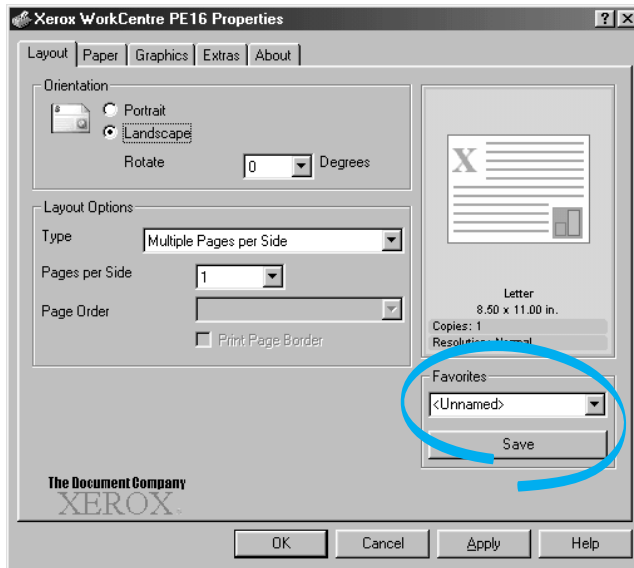 Xerox WorkCentre PE16 Properties
Layout Paper Graphics Extras About
Orientation
Portrait
Landscape
Rotate 0 Degrees
Layout Options
Type Multiple Pages per Side
Pages per Side 1
Page Order
Print Page Border
X
Letter
8.50 x 11.00 in.
Copies: 1
Resolution: Normal
Favorites
<Unnamed>
Save
The Document Company
XEROX
OK Cancel Apply Help